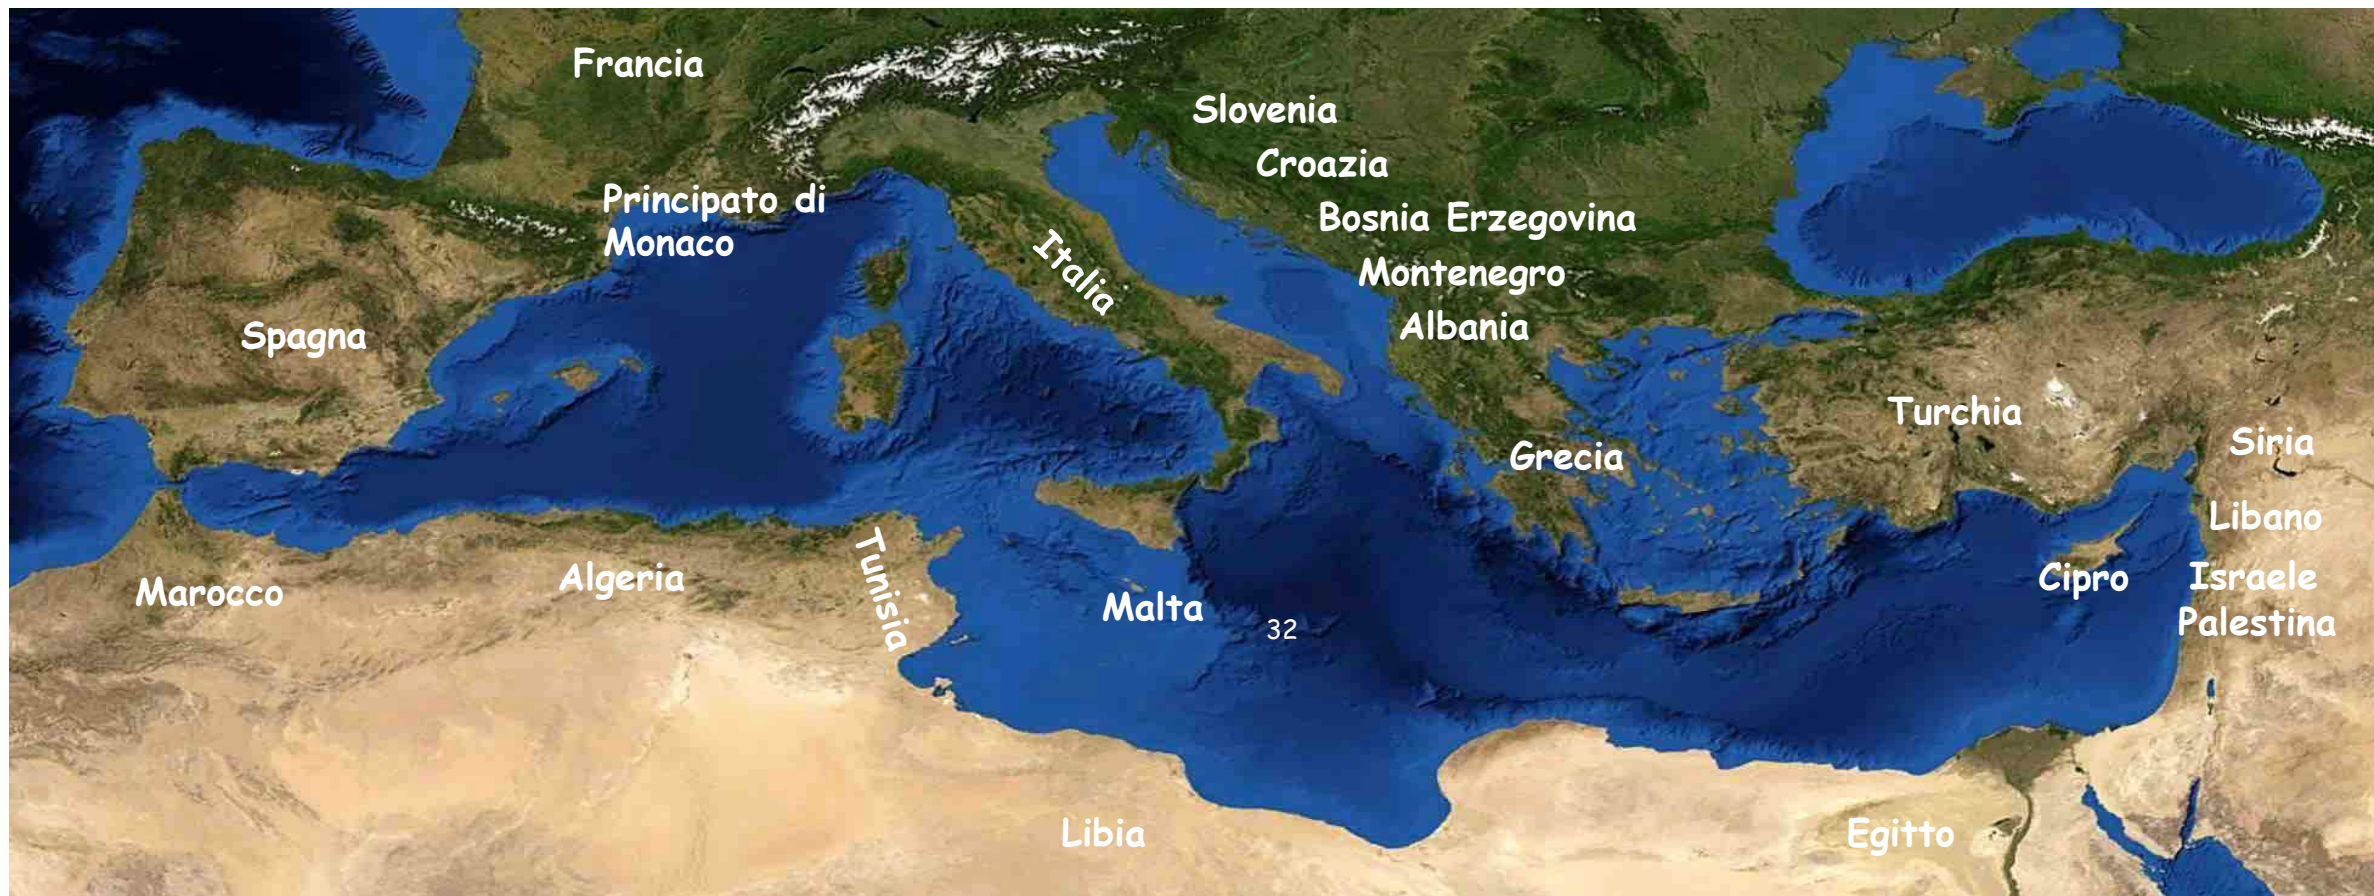 Francia
Slovenia
Croazia
Principato di
Monaco
Bosnia Erzegovina
Italia
Montenegro
Spagna
Albania
Turchia
Grecia
Siria
Libano
Marocco
Algeria
Tunisia
Malta
32
Cipro
Israele
Palestina
Libia
Egitto